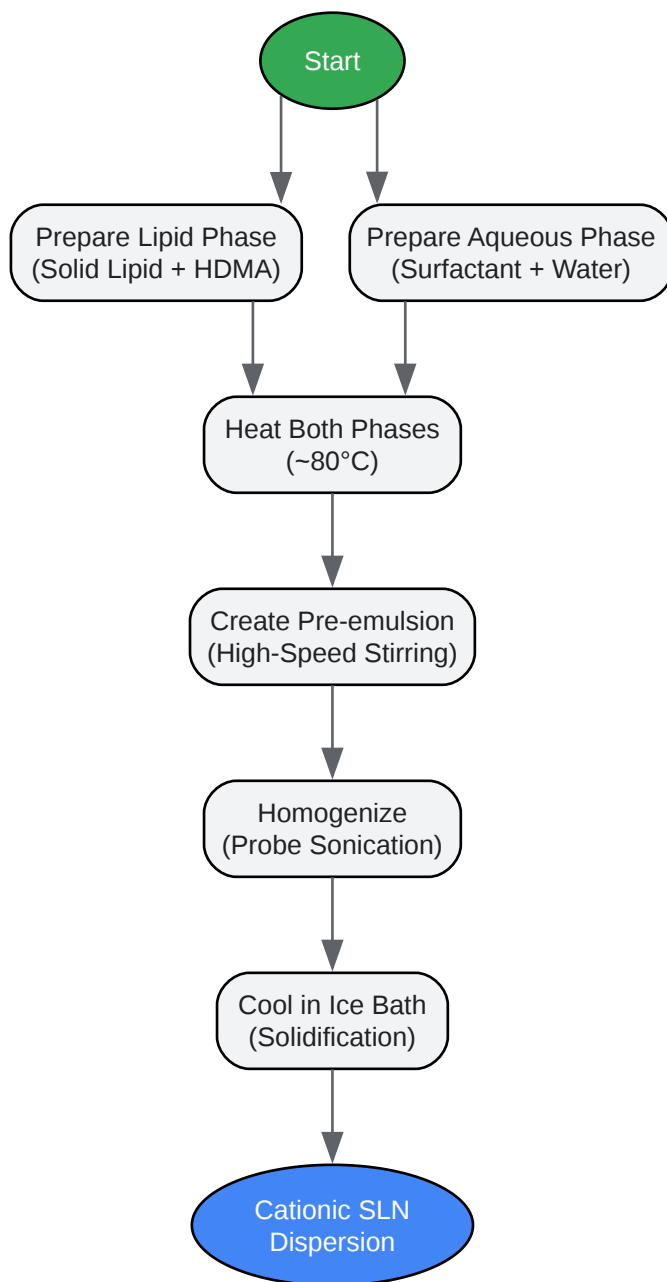 Start
Prepare Lipid Phase
(Solid Lipid + HDMA)
Prepare Aqueous Phase
(Surfactant + Water)
Heat Both Phases
(~80°C)
Create Pre-emulsion
(High-Speed Stirring)
Homogenize
(Probe Sonication)
Cool in Ice Bath
(Solidification)
Cationic SLN
Dispersion